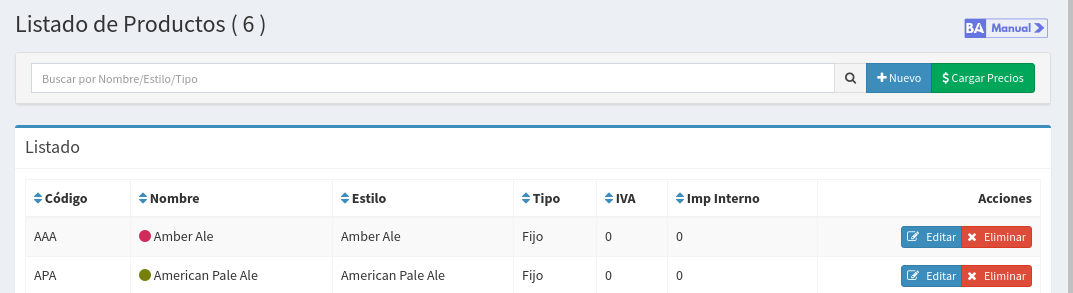 Listado de Productos ( 6 )
BA Manual
Buscar por Nombre/Estilo/Tipo
Nuevo
$ Cargar Precios
Listado
Código Nombre Estilo Tipo IVA Imp Interno Acciones
AAA Amber Ale Amber Ale Fijo 0 0 Editar Eliminar
APA American Pale Ale American Pale Ale Fijo 0 0 Editar Eliminar